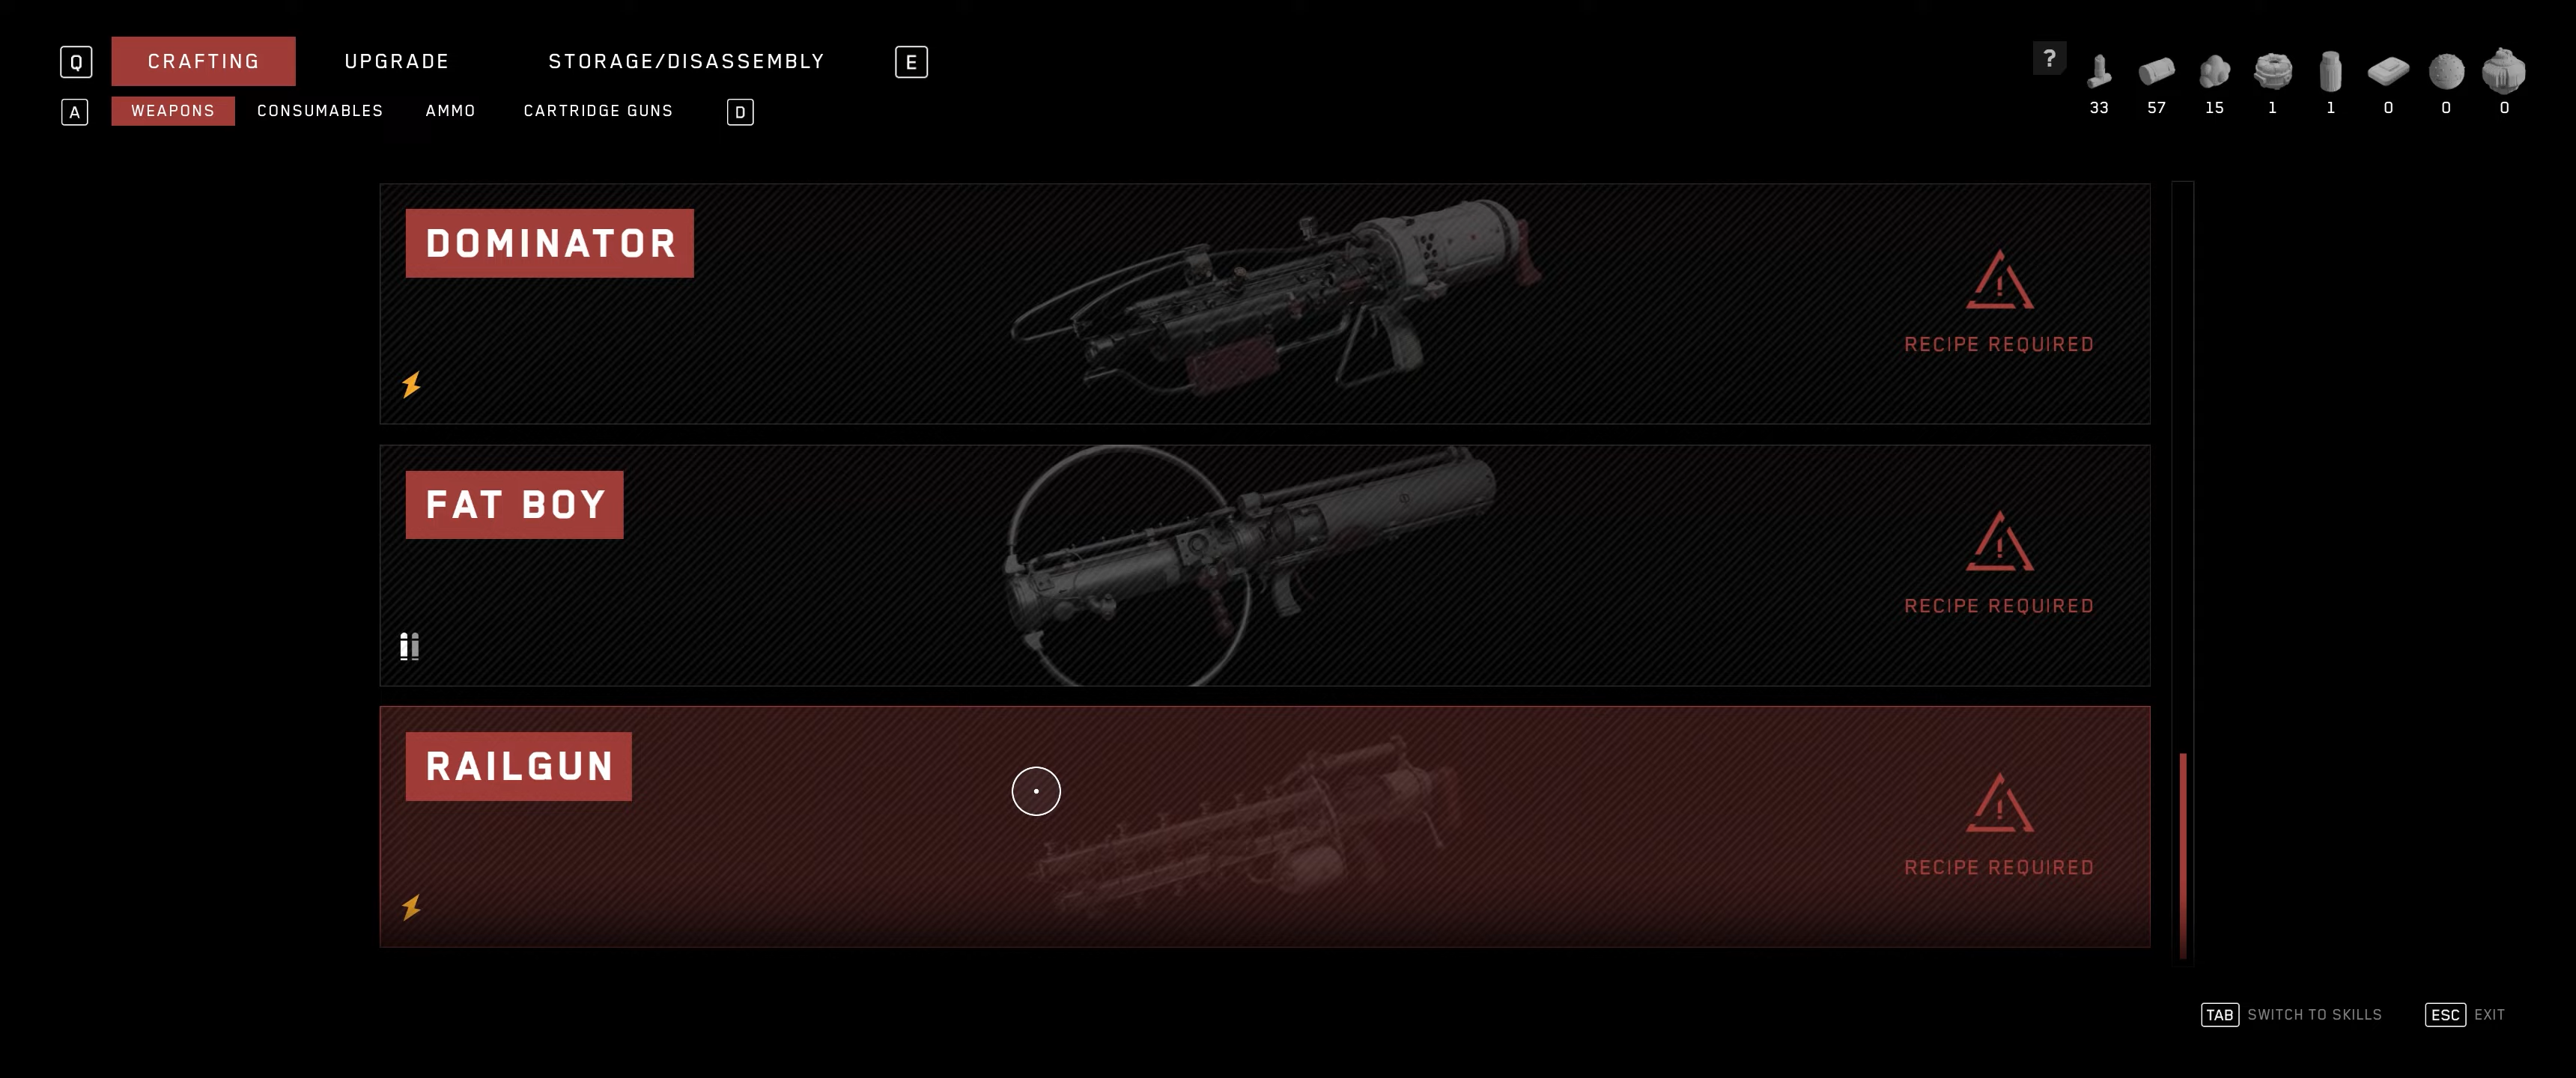 Q CRAFTING UPGRADE STORAGE/DISASSEMBLY E
A WEAPONS CONSUMABLES AMMO CARTRIDGE GUNS D
?
33 57 15 1 1 0 0 0
DOMINATOR
RECIPE REQUIRED
FAT BOY
RECIPE REQUIRED
RAILGUN
RECIPE REQUIRED
TAB SWITCH TO SKILLS ESC EXIT